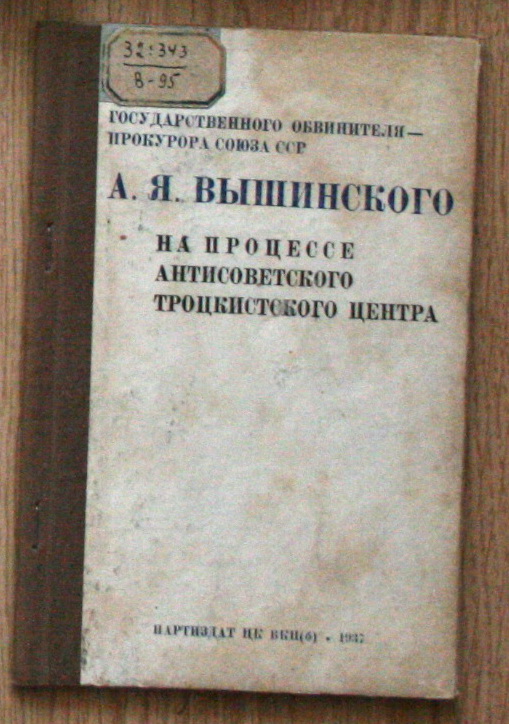 32:343
В-95
ГОСУДАРСТВЕННОГО ОБВИНИТЕЛЯ—
ПРОКУРОРА СОЮЗА ССР
А. Я. ВЫШИНСКОГО
НА ПРОЦЕССЕ
АНТИСОВЕТСКОГО
ТРОЦКИСТСКОГО ЦЕНТРА
ПАРТИЗДАТ ЦК ВКП(б) • 1937